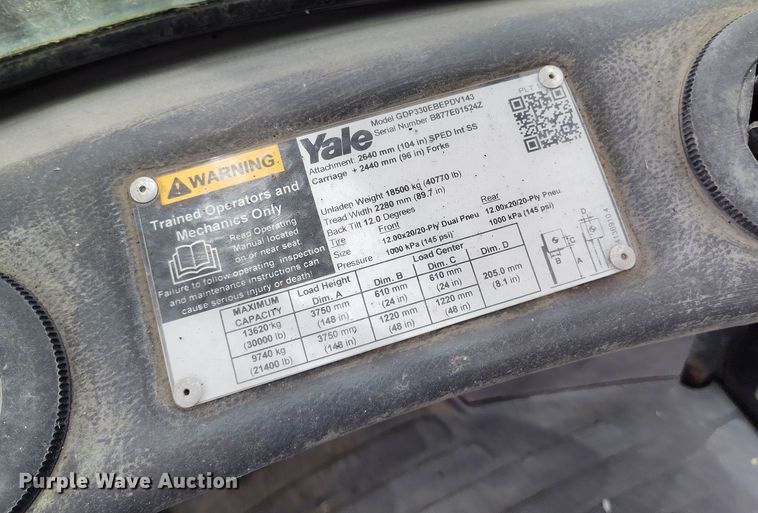 WARNING
Trained Operators and
Mechanics Only
Read Operating
Manual located
on or near seat.
Failure to follow operating, inspection
and maintenance instructions can
cause serious injury or death!
Yale
Model GDP330EBEPDV143
Serial Number B877E01524Z
PLT
Attachment: 2640 mm (104 in) SPED Int SS
Carriage + 2440 mm (96 in) Forks
Unladen Weight 18500 kg (40770 lb)
Tread Width 2280 mm (89.7 in)
Back Tilt 12.0 Degrees
Tire Front Rear
Size 12.00x20/20-Ply Dual Pneu 12.00x20/20-Ply Pneu
Pressure : 1000 kPa (145 psi) 1000 kPa (145 psi)
Load Height Load Center
MAXIMUM CAPACITY Dim. A Dim. B Dim. C Dim. D
13620 kg 3750 mm 610 mm 610 mm 205.0 mm
(30000 lb) (148 in) (24 in) (24 in) (8.1 in)
9740 kg 3750 mm 1220 mm 1220 mm
(21400 lb) (148 in) (48 in) (48 in)
D
B C
A
Purple Wave Auction